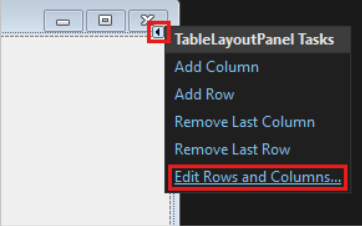 TableLayoutPanel Tasks
Add Column
Add Row
Remove Last Column
Remove Last Row
Edit Rows and Columns...